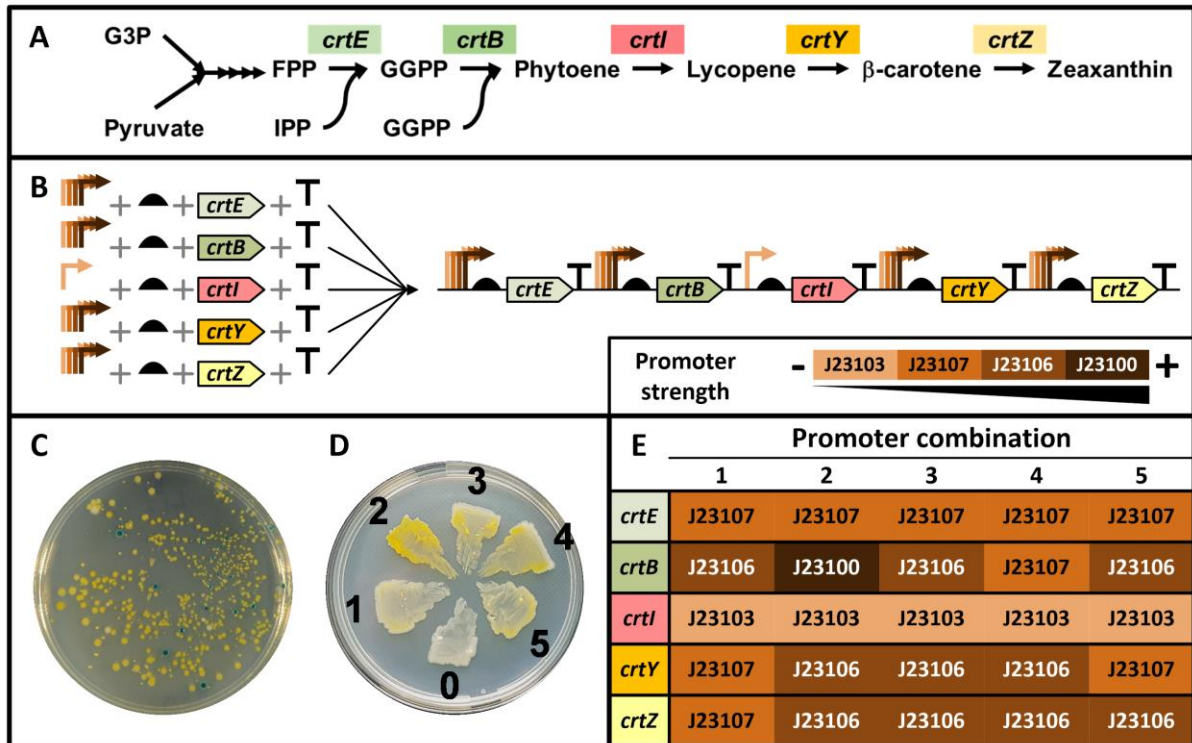 A
G3P
Pyruvate
FPP
IPP
crtE
GGPP
GGPP
crtB
Phytoene
crtI
Lycopene
crtY
β-carotene
crtZ
Zeaxanthin
B
+ + crtE +
+ + crtB +
+ + crtI +
+ + crtY +
+ + crtZ +
crtE crtB crtI crtY crtZ
Promoter
strength
- J23103 J23107 J23106 J23100 +
C
D
0
1
2
3
4
5
E
Promoter combination
1 2 3 4 5
crtE J23107 J23107 J23107 J23107 J23107
crtB J23106 J23100 J23106 J23107 J23106
crtI J23103 J23103 J23103 J23103 J23103
crtY J23107 J23106 J23106 J23106 J23107
crtZ J23107 J23106 J23106 J23106 J23106